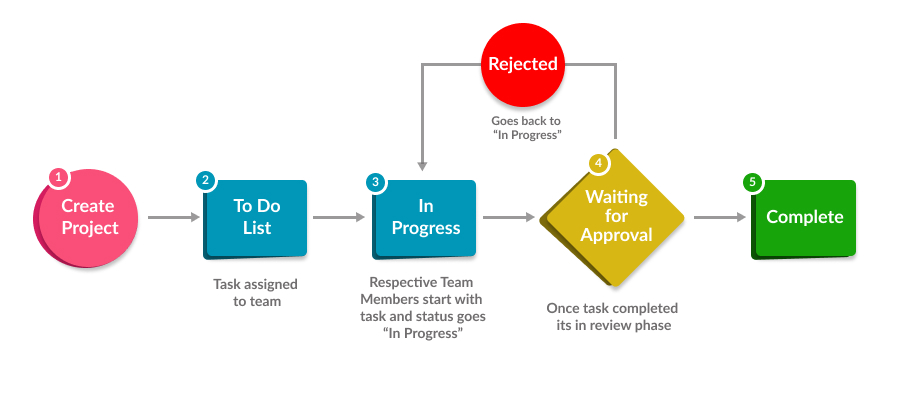 Rejected
Goes back to
“In Progress”
1
Create
Project
2
To Do
List
Task assigned
to team
3
In
Progress
Respective Team
Members start with
task and status goes
“In Progress”
4
Waiting
for
Approval
Once task completed
its in review phase
5
Complete